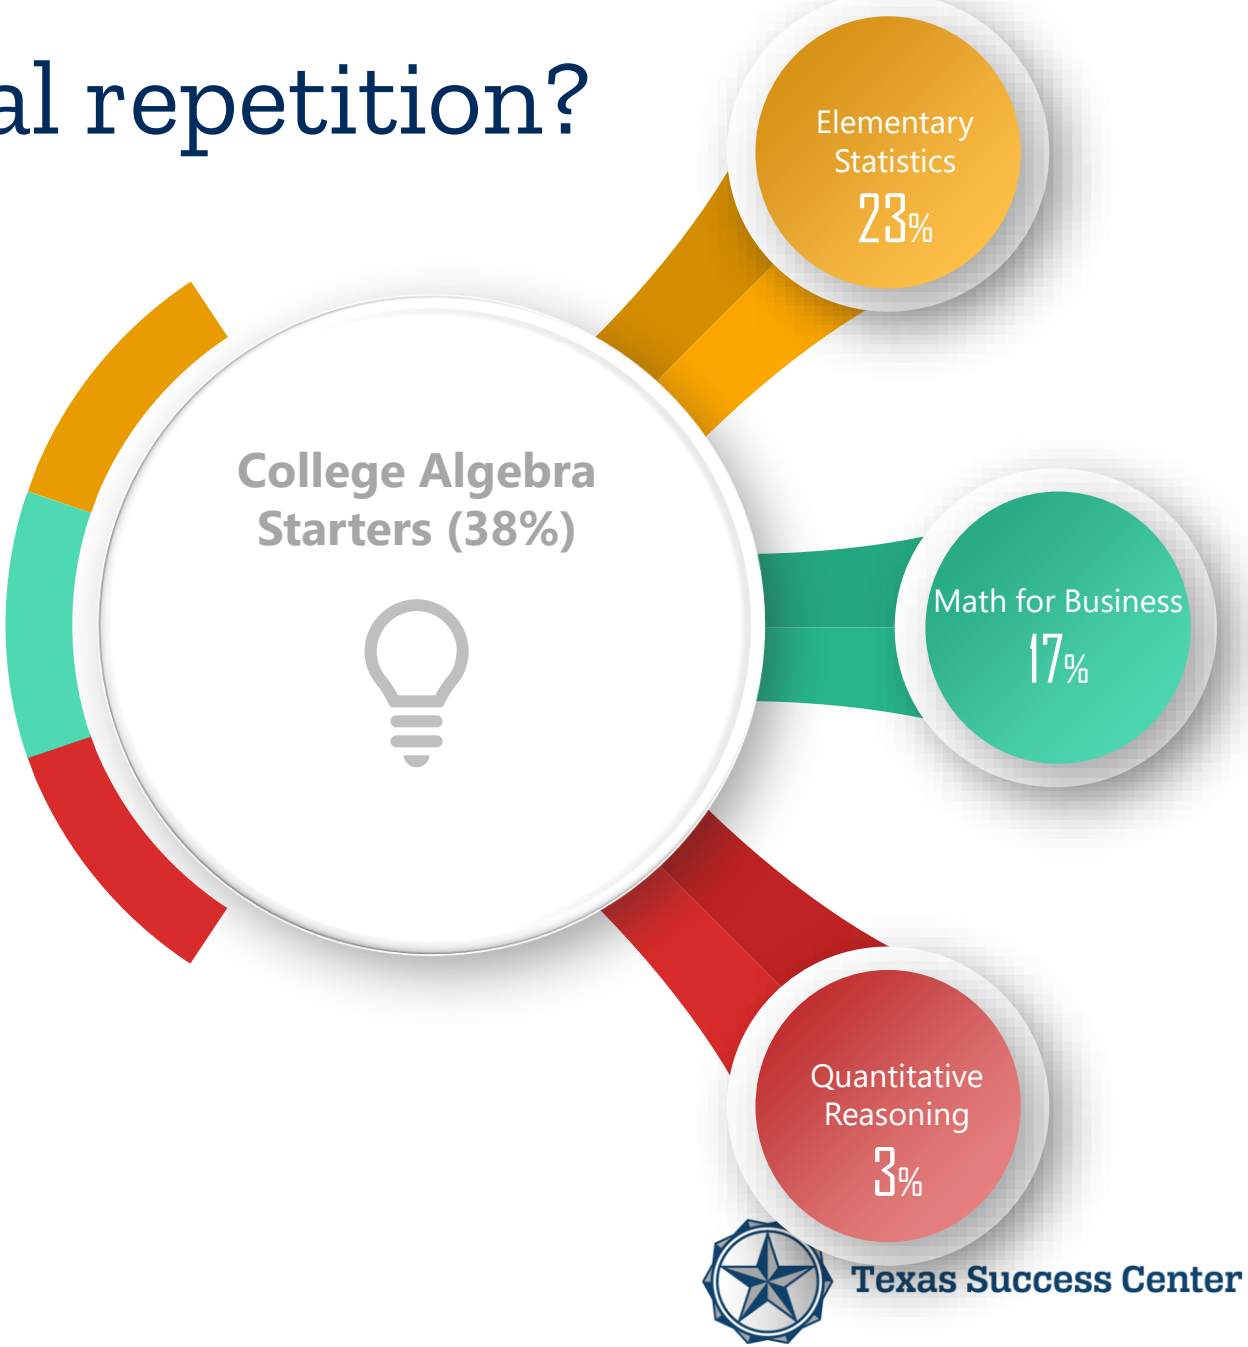 al repetition?
Elementary
Statistics
23%
College Algebra
Starters (38%)
Math for Business
17%
Quantitative
Reasoning
3%
Texas Success Center